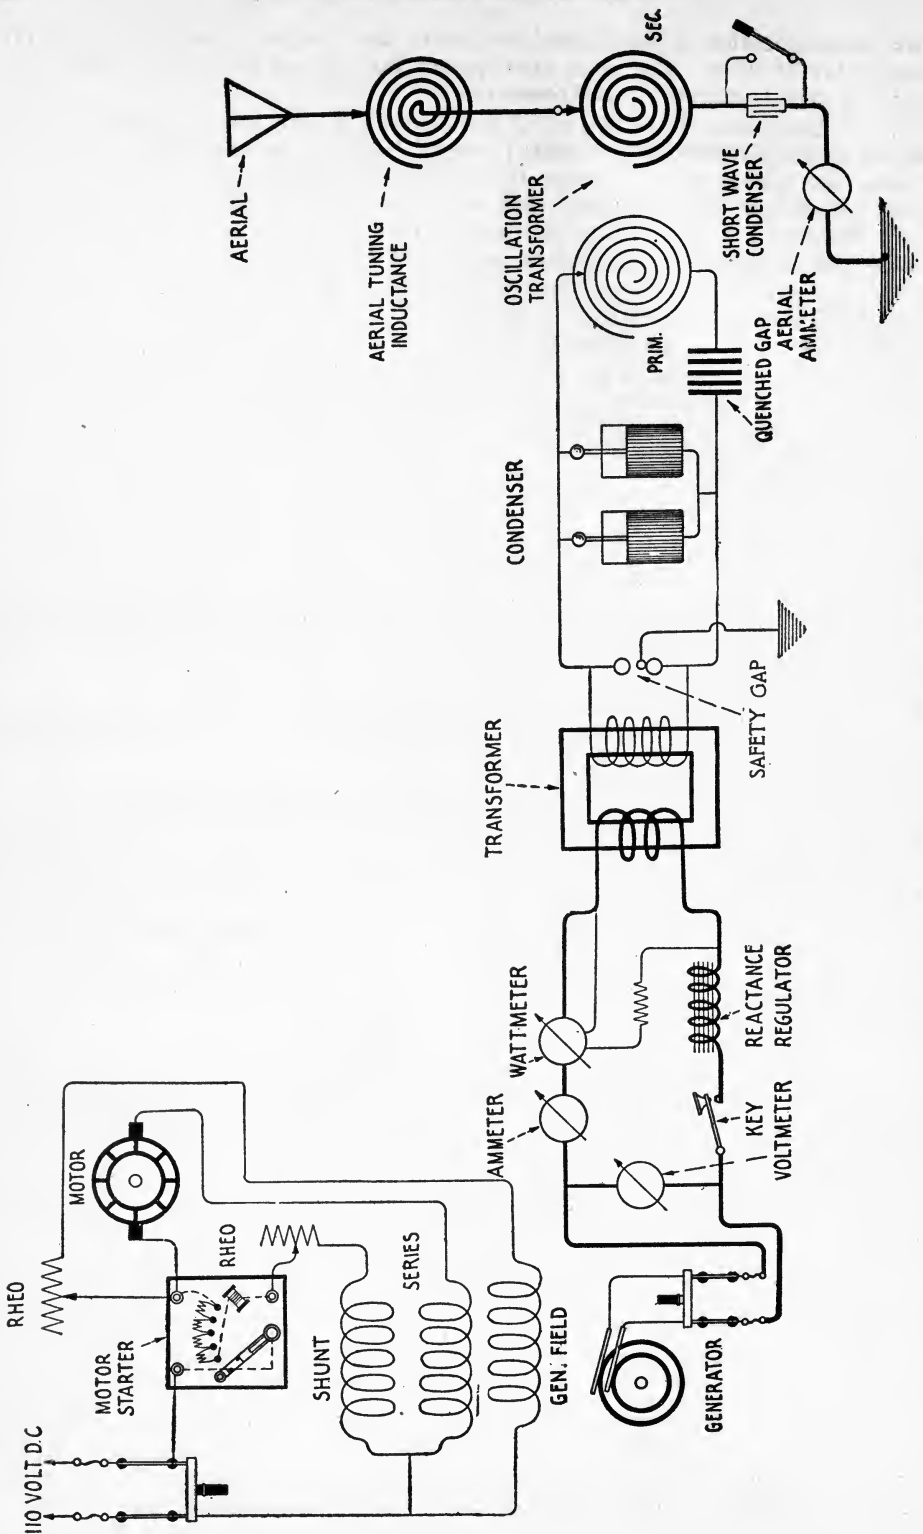 110 VOLT D.C
RHEO
MOTOR
STARTER
MOTOR
RHEO
SHUNT
SERIES
GEN. FIELD
GENERATOR
AMMETER
WATTMETER
KEY
VOLTMETER
REACTANCE
REGULATOR
TRANSFORMER
SAFETY GAP
CONDENSER
QUENCHED GAP
PRIM.
OSCILLATION
TRANSFORMER
SEC.
AERIAL
AERIAL TUNING
INDUCTANCE
SHORT WAVE
CONDENSER
AERIAL
AMMETER